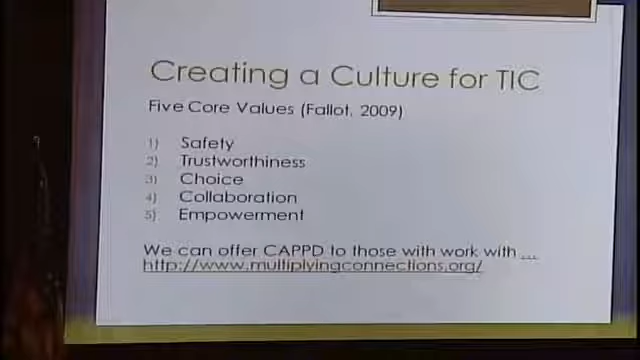 Creating a Culture for TIC
Five Core Values (Fallot, 2009)
1) Safety
2) Trustworthiness
3) Choice
4) Collaboration
5) Empowerment
We can offer CAPPD to those with work with ...
http://www.multiplyingconnections.org/